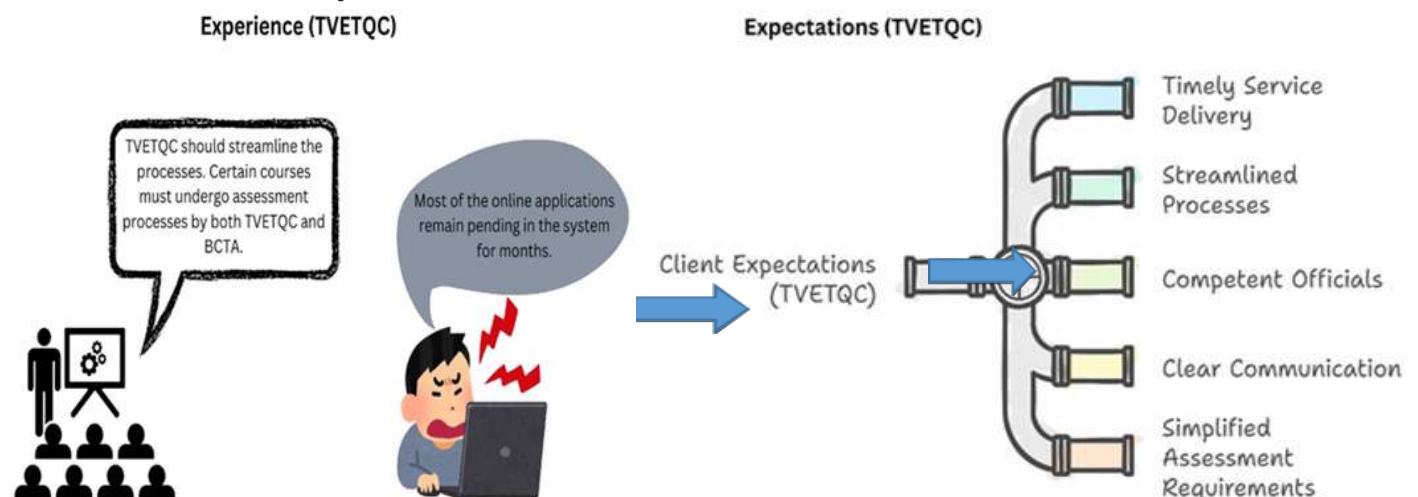 Experience (TVETQC)
TVETQC should streamline the
processes. Certain courses
must undergo assessment
processes by both TVETQC and
BCTA.
Most of the online applications
remain pending in the system
for months.
Expectations (TVETQC)
Client Expectations
(TVETQC)
Timely Service
Delivery
Streamlined
Processes
Competent Officials
Clear Communication
Simplified
Assessment
Requirements